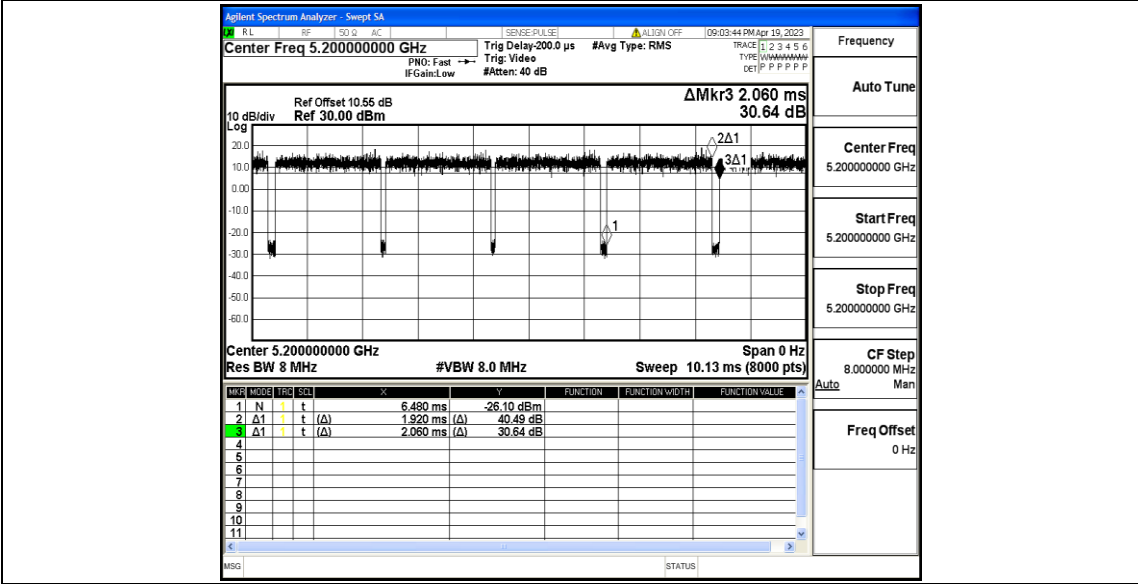 Agilent Spectrum Analyzer - Swept SA
RL RF 50 Ω AC SENSE:PULSE ALIGN OFF 09:03:44 PM Apr 19, 2023
Center Freq 5.200000000 GHz
PNO: Fast
IFGain:Low
Trig Delay-200.0 µs
Trig: Video
#Atten: 40 dB
#Avg Type: RMS
TRACE 1 2 3 4 5 6
TYPE WWWWWW
DET P P P P P P
Ref Offset 10.55 dB
Ref 30.00 dBm
10 dB/div
Log
ΔMkr3 2.060 ms
30.64 dB
20.0
10.0
0.00
-10.0
-20.0
-30.0
-40.0
-50.0
-60.0
2Δ1
3Δ1
1
Center 5.200000000 GHz Span 0 Hz
Res BW 8 MHz #VBW 8.0 MHz Sweep 10.13 ms (8000 pts)
MKR MODE TRC SCL X Y FUNCTION FUNCTION WIDTH FUNCTION VALUE
1 N t 6.480 ms -26.10 dBm
2 Δ1 t (Δ) 1.920 ms (Δ) 40.49 dB
3 Δ1 t (Δ) 2.060 ms (Δ) 30.64 dB
4
5
6
7
8
9
10
11
MSG STATUS
Frequency
Auto Tune
Center Freq
5.200000000 GHz
Start Freq
5.200000000 GHz
Stop Freq
5.200000000 GHz
CF Step
8.000000 MHz
Auto Man
Freq Offset
0 Hz